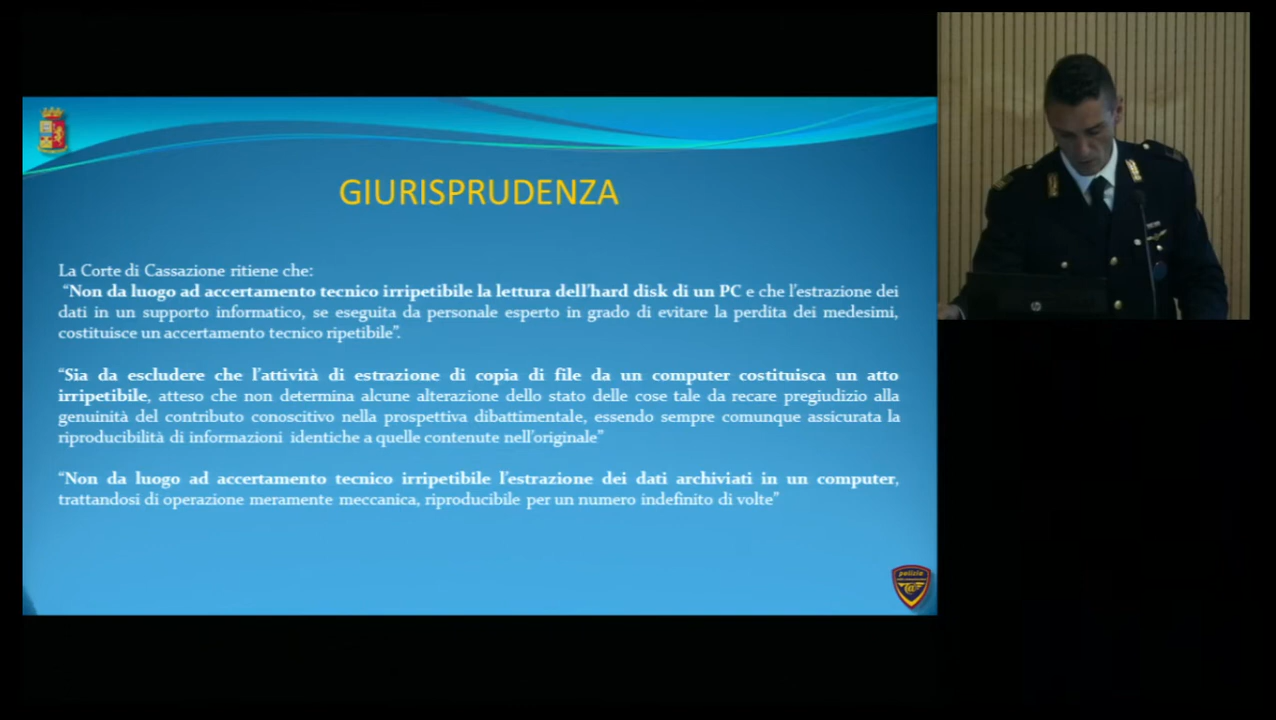 GIURISPRUDENZA
La Corte di Cassazione ritiene che:
“Non da luogo ad accertamento tecnico irripetibile la lettura dell’hard disk di un PC e che l’estrazione dei
dati in un supporto informatico, se eseguita da personale esperto in grado di evitare la perdita dei medesimi,
costituisce un accertamento tecnico ripetibile”.
“Sia da escludere che l’attività di estrazione di copia di file da un computer costituisca un atto
irripetibile, atteso che non determina alcune alterazione dello stato delle cose tale da recare pregiudizio alla
genuinità del contributo conoscitivo nella prospettiva dibattimentale, essendo sempre comunque assicurata la
riproducibilità di informazioni identiche a quelle contenute nell’originale”
“Non da luogo ad accertamento tecnico irripetibile l’estrazione dei dati archiviati in un computer,
trattandosi di operazione meramente meccanica, riproducibile per un numero indefinito di volte”
polizia
@
hp